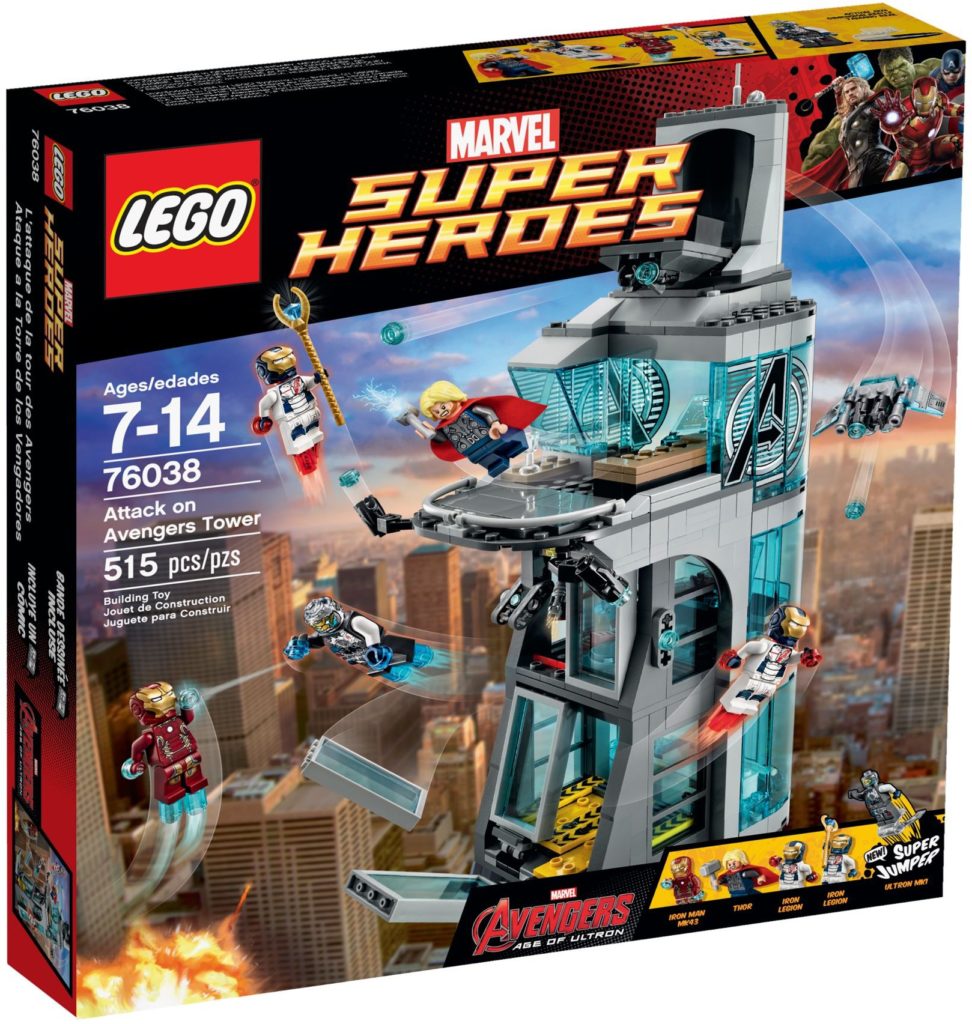 LEGO
76038
MARVEL
SUPER
HEROES
LEGO
Ages/edades
7-14
76038
Attack on
Avengers Tower
515 pcs/pzs
Building Toy
Jouet de Construction
Juguete para Construir
A
MARVEL
AVENGERS
AGE OF ULTRON
IRON MAN
MK43
THOR
IRON
LEGION
IRON
LEGION
NEW!
SUPER
JUMPER
ULTRON MK1
76038
LEGO
MARVEL
SUPER
HEROES
L'attaque de la tour des Avengers
Ataque a la Torre de los Vengadores
BANDE DESSINÉE
INCLUSE
INCLUYE UN
COMIC